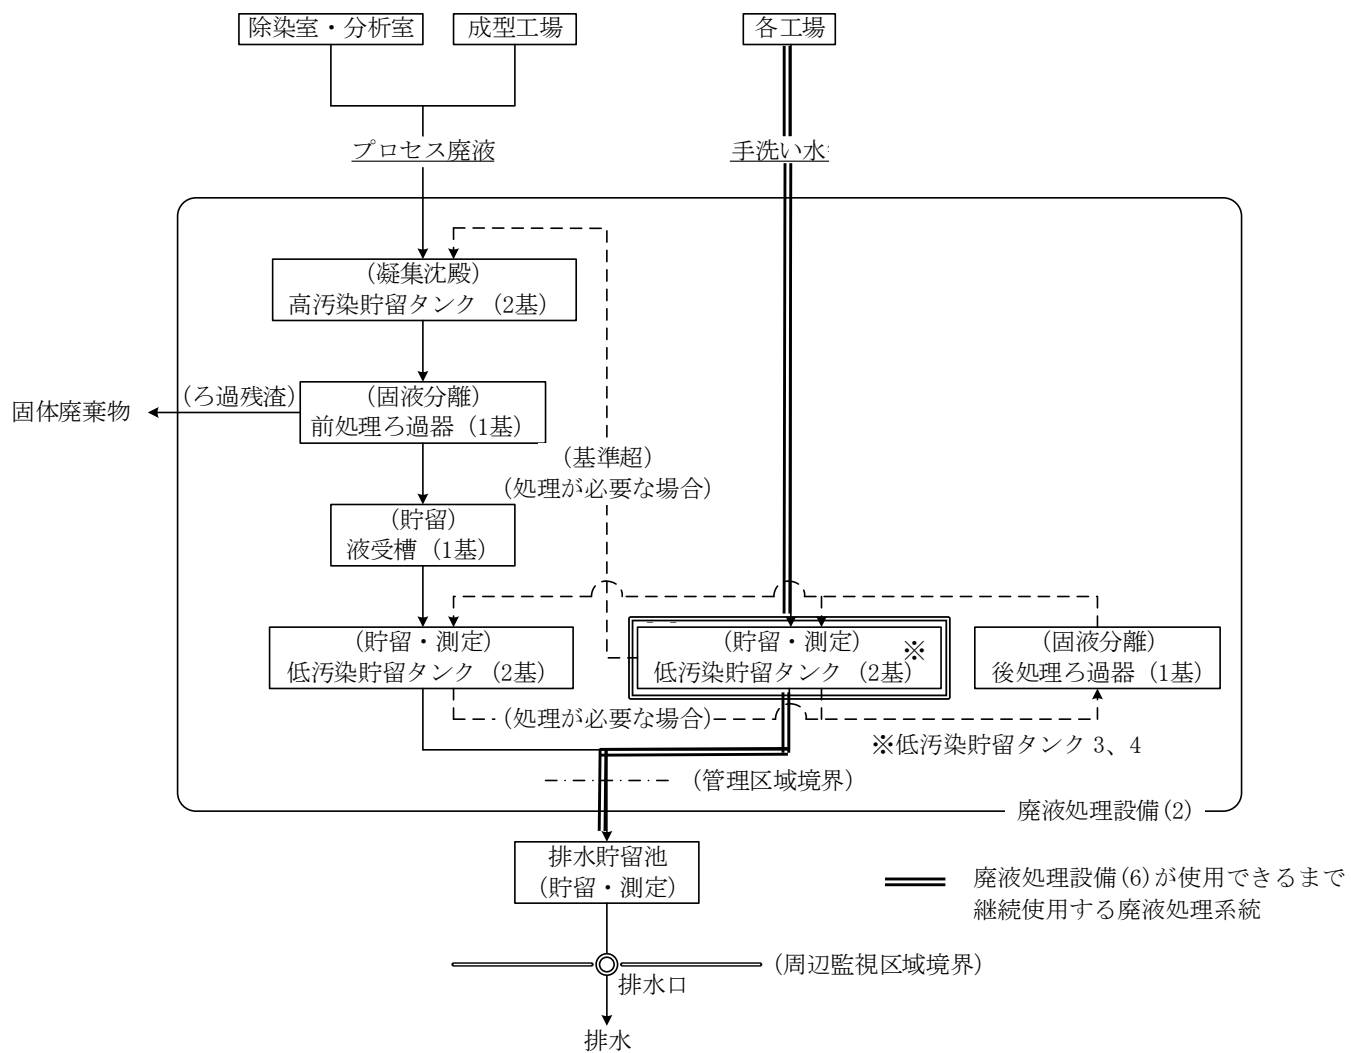 除染室・分析室
成型工場
各工場
プロセス廃液
手洗い水
(凝集沈殿)
高汚染貯留タンク (2基)
(ろ過残渣)
固体廃棄物
(固液分離)
前処理ろ過器 (1基)
(基準超)
(処理が必要な場合)
(貯留)
液受槽 (1基)
(貯留・測定)
低汚染貯留タンク (2基)
(貯留・測定)
低汚染貯留タンク (2基)
※
(固液分離)
後処理ろ過器 (1基)
(処理が必要な場合)
※低汚染貯留タンク 3、4
(管理区域境界)
廃液処理設備(2)
排水貯留池
(貯留・測定)
廃液処理設備(6)が使用できるまで
継続使用する廃液処理系統
(周辺監視区域境界)
排水口
排水